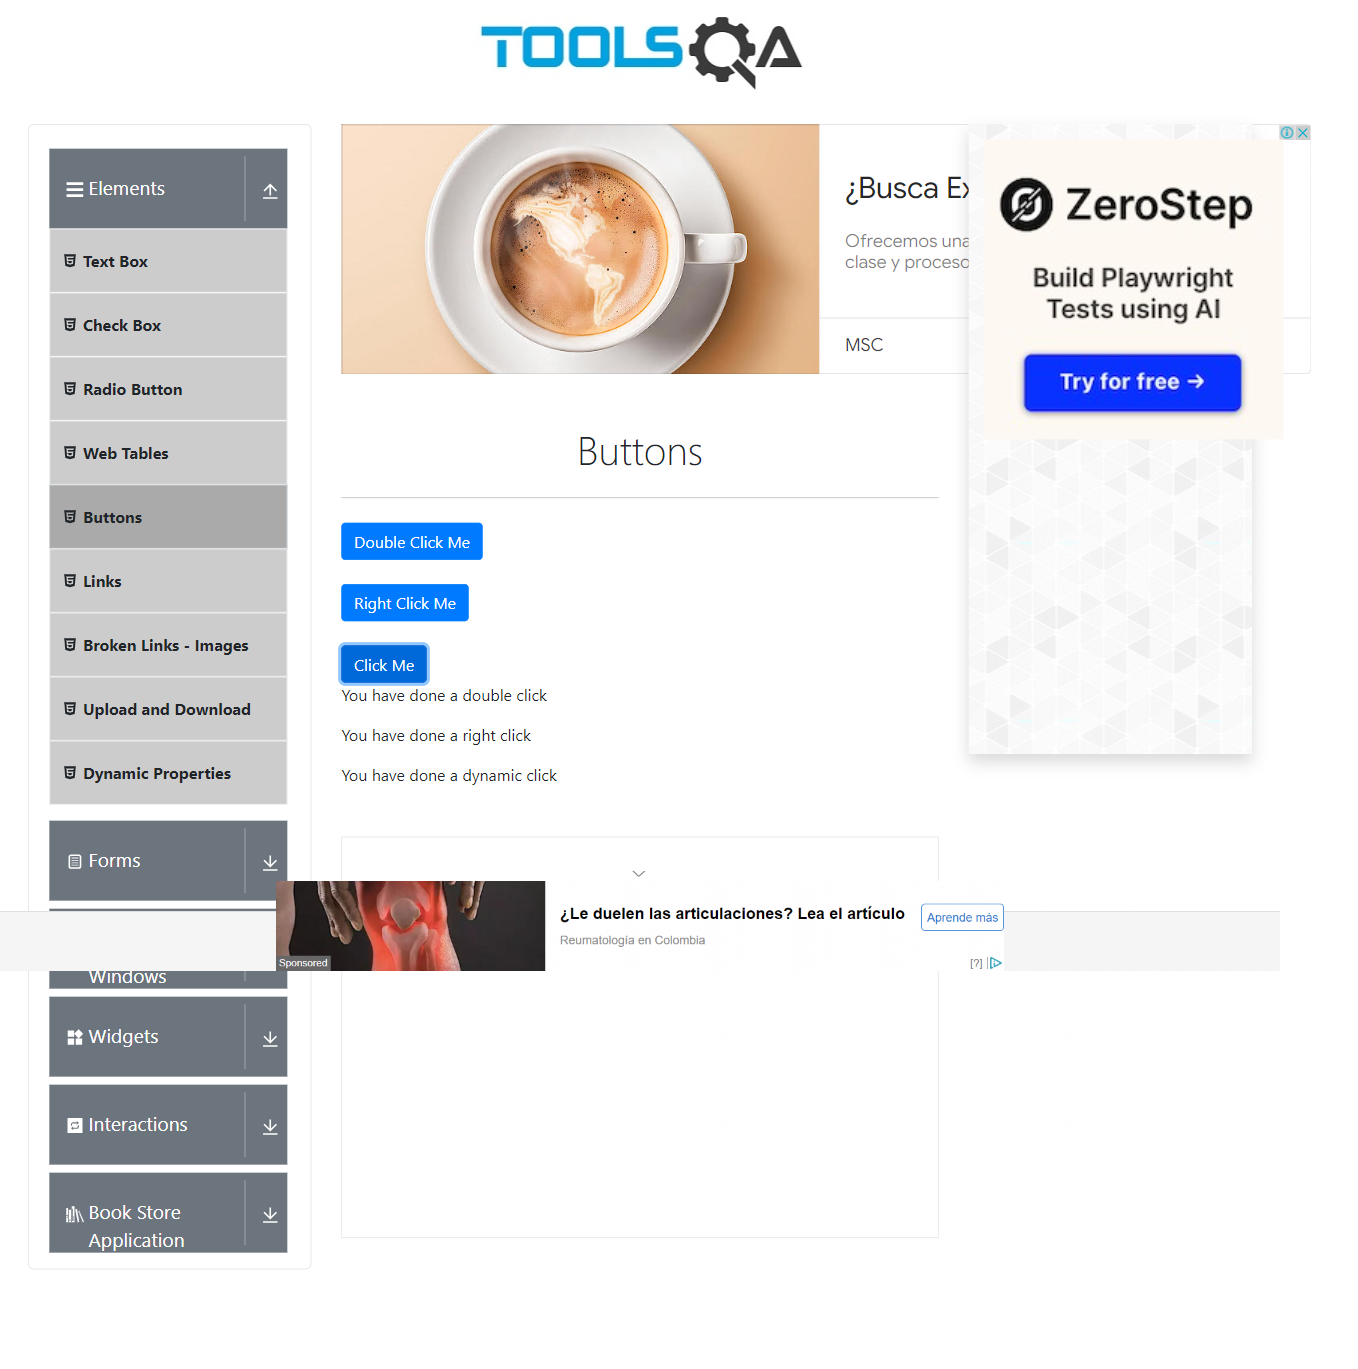 TOOLSQA
Elements
Text Box
Check Box
Radio Button
Web Tables
Buttons
Links
Broken Links - Images
Upload and Download
Dynamic Properties
Forms
Windows
Widgets
Interactions
Book Store
Application
¿Busca
Ofrecemos una
clase y proceso
MSC
ZeroStep
Build Playwright
Tests using AI
Try for free →
Buttons
Double Click Me
Right Click Me
Click Me
You have done a double click
You have done a right click
You have done a dynamic click
Sponsored
¿Le duelen las articulaciones? Lea el artículo
Reumatología en Colombia
Aprende más
[?]